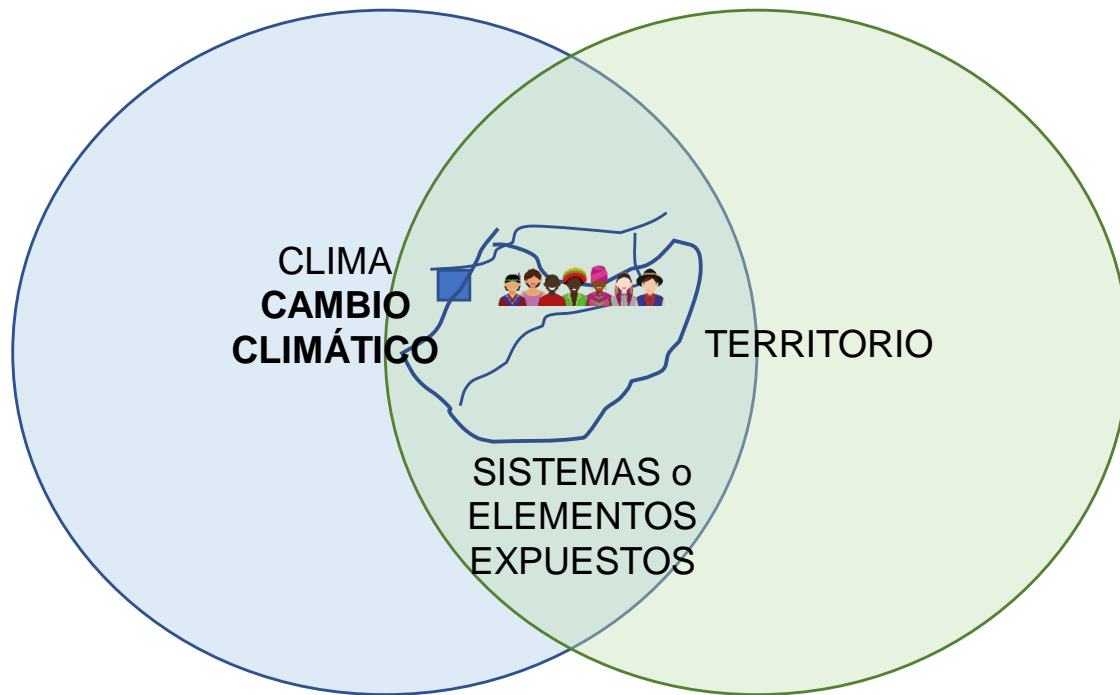 CLIMA
CAMBIO
CLIMÁTICO
TERRITORIO
SISTEMAS o
ELEMENTOS
EXPUESTOS